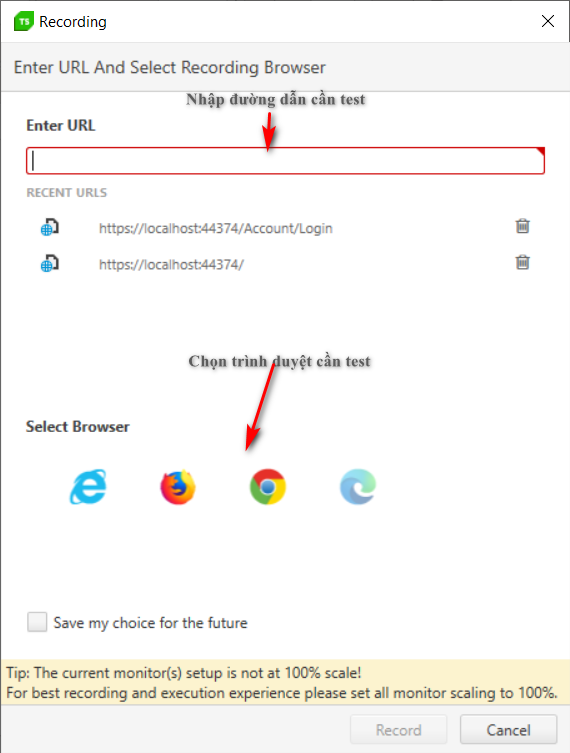 TS Recording
Enter URL And Select Recording Browser
Nhập đường dẫn cần test
Enter URL
RECENT URLS
https://localhost:44374/Account/Login
https://localhost:44374/
Chọn trình duyệt cần test
Select Browser
Save my choice for the future
Tip: The current monitor(s) setup is not at 100% scale!
For best recording and execution experience please set all monitor scaling to 100%.
Record Cancel